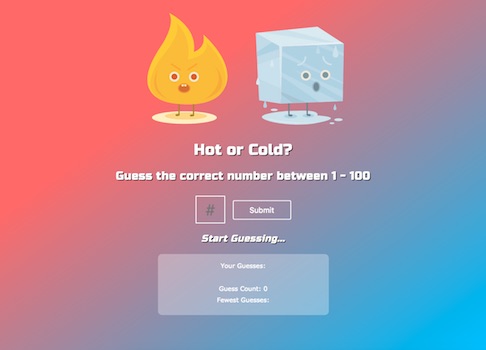 Hot or Cold?
Guess the correct number between 1 - 100
# Submit
Start Guessing...
Your Guesses:
Guess Count: 0
Fewest Guesses: